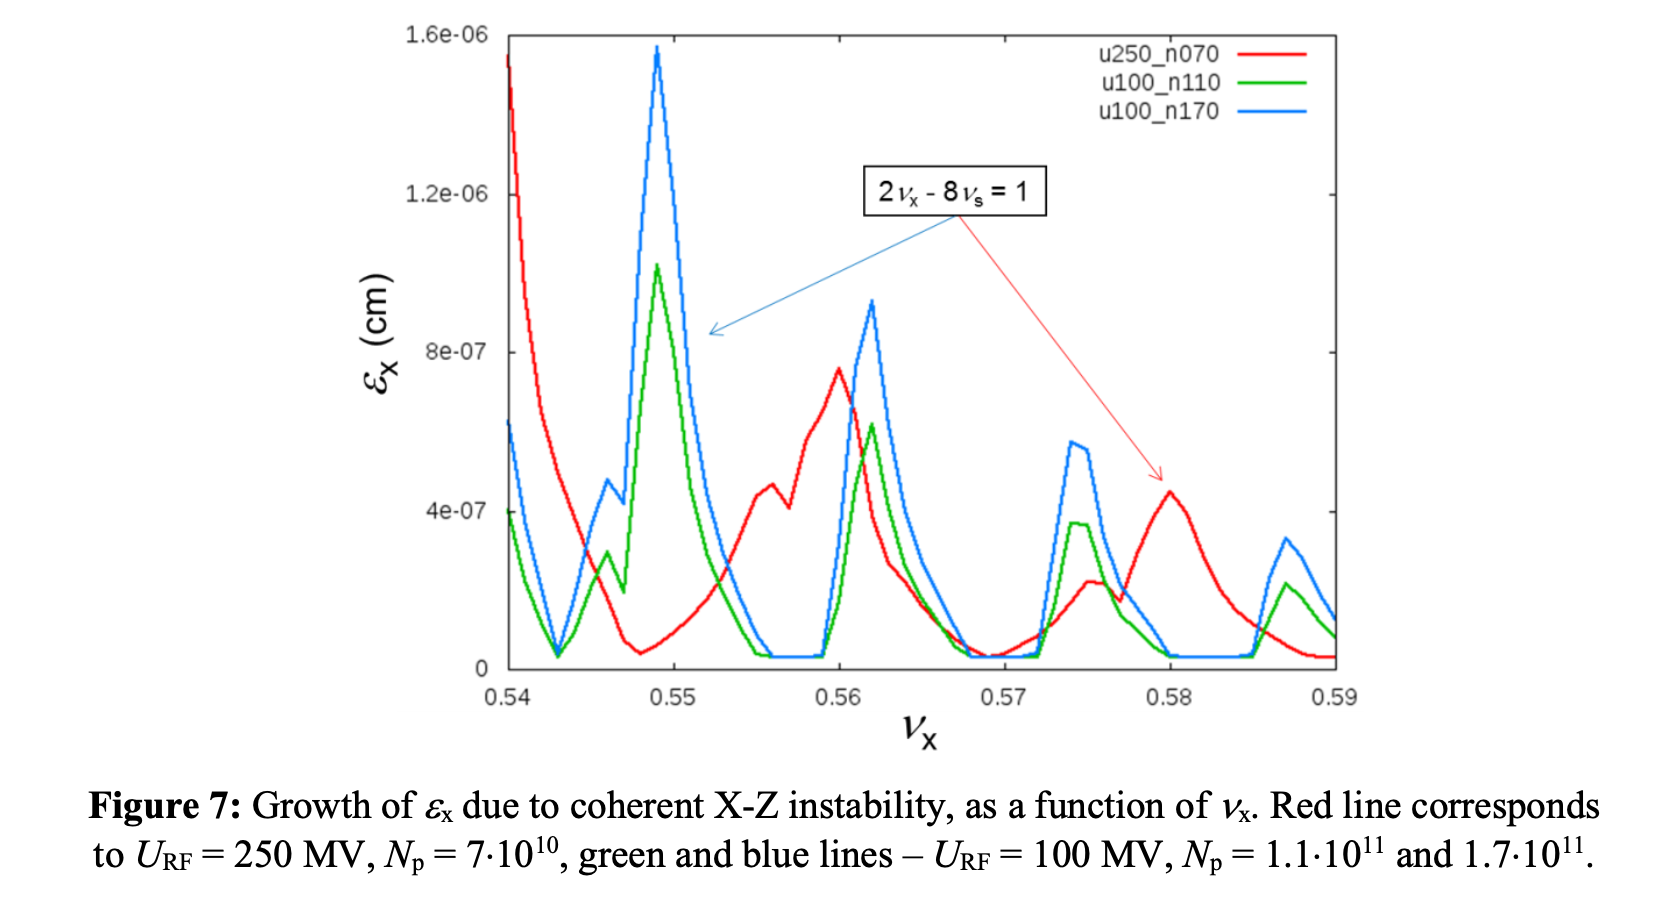 1.6e-06
1.2e-06
8e-07
4e-07
0
0.54 0.55 0.56 0.57 0.58 0.59
εx (cm)
νx
u250_n070
u100_n110
u100_n170
2νx - 8νs = 1
Figure 7: Growth of εx due to coherent X-Z instability, as a function of νx. Red line corresponds
to URF = 250 MV, Np = 7·10¹⁰, green and blue lines – URF = 100 MV, Np = 1.1·10¹¹ and 1.7·10¹¹.